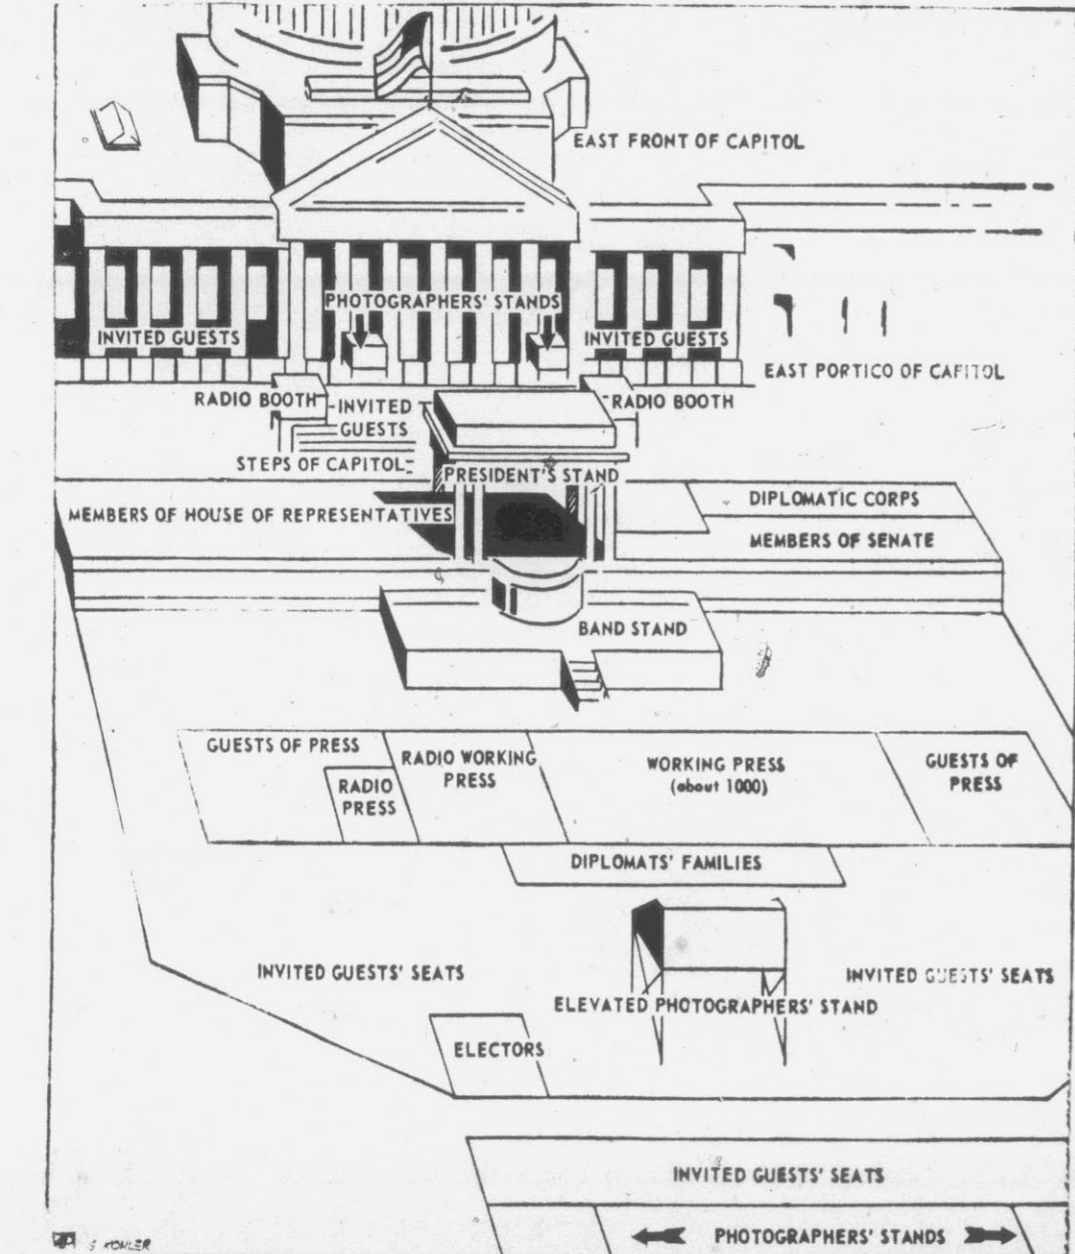 EAST FRONT OF CAPITOL
PHOTOGRAPHERS' STANDS
INVITED GUESTS
INVITED GUESTS
EAST PORTICO OF CAPITOL
RADIO BOOTH
INVITED
GUESTS
RADIO BOOTH
STEPS OF CAPITOL
PRESIDENT'S STAND
DIPLOMATIC CORPS
MEMBERS OF HOUSE OF REPRESENTATIVES
MEMBERS OF SENATE
BAND STAND
GUESTS OF PRESS
RADIO WORKING
PRESS
RADIO
PRESS
WORKING PRESS
(about 1000)
GUESTS OF
PRESS
DIPLOMATS' FAMILIES
INVITED GUESTS' SEATS
INVITED GUESTS' SEATS
ELEVATED PHOTOGRAPHERS' STAND
ELECTORS
INVITED GUESTS' SEATS
PHOTOGRAPHERS' STANDS